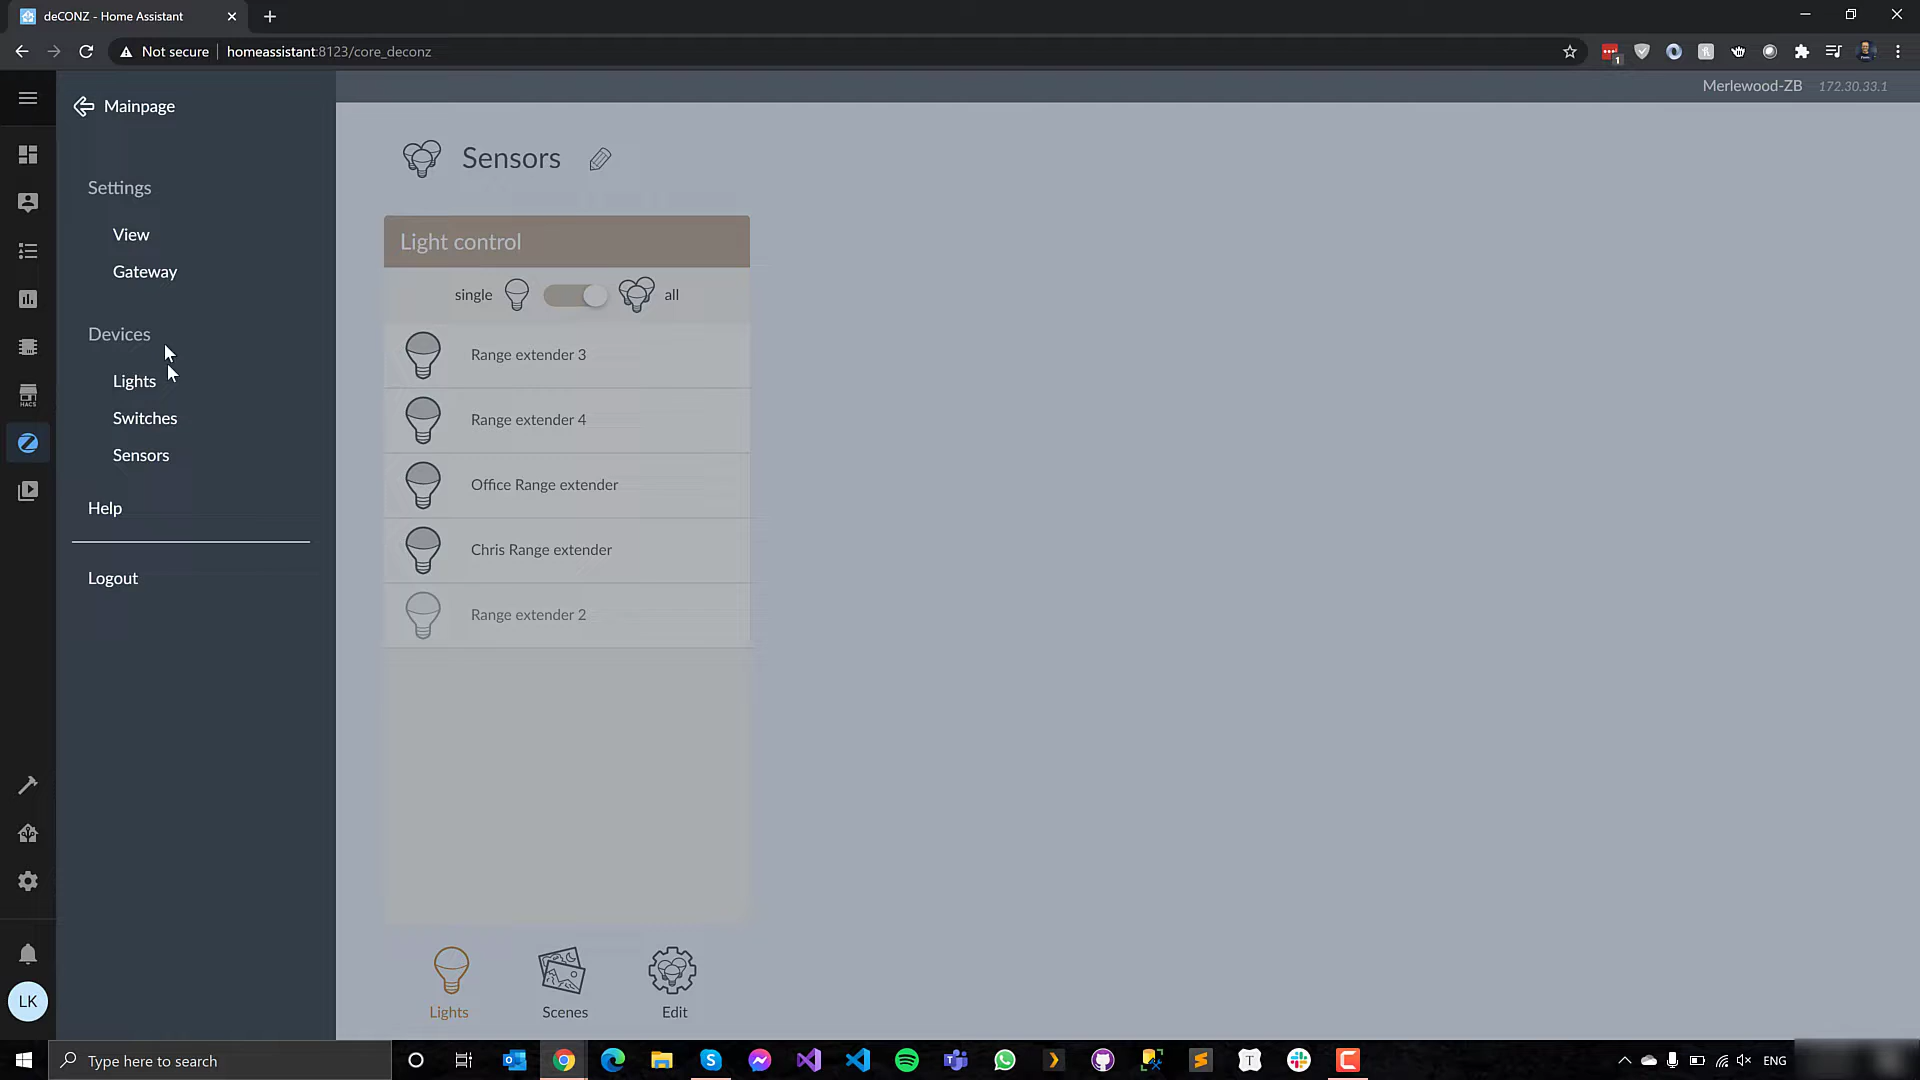 deCONZ - Home Assistant
Not secure
homeassistant:8123/core_deconz
1
Merlewood-ZB 172.30.33.1
Mainpage
Settings
View
Gateway
Devices
Lights
Switches
Sensors
Help
Logout
Sensors
Light control
single all
Range extender 3
Range extender 4
Office Range extender
Chris Range extender
Range extender 2
Lights
Scenes
Edit
HACS
LK
Type here to search
T
ENG